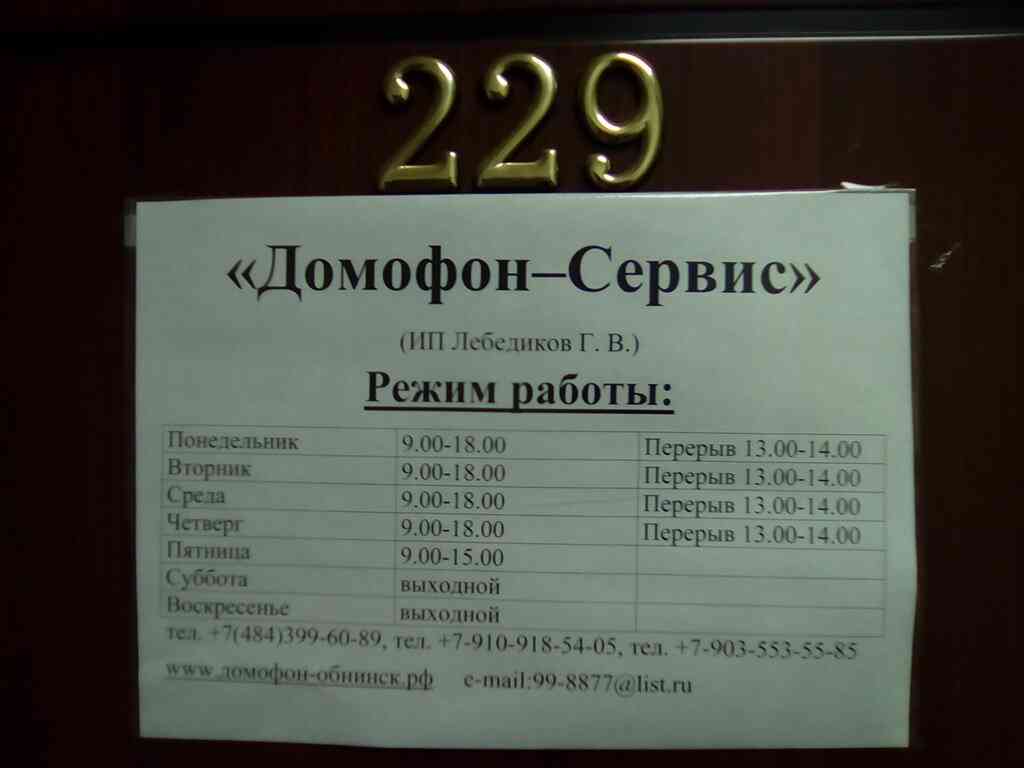 229
«Домофон–Сервис»
(ИП Лебедиков Г. В.)
Режим работы:
Понедельник 9.00-18.00 Перерыв 13.00-14.00
Вторник 9.00-18.00 Перерыв 13.00-14.00
Среда 9.00-18.00 Перерыв 13.00-14.00
Четверг 9.00-18.00 Перерыв 13.00-14.00
Пятница 9.00-15.00
Суббота выходной
Воскресенье выходной
тел. +7(484)399-60-89, тел. +7-910-918-54-05, тел. +7-903-553-55-85
www.домофон-обнинск.рф e-mail:99-8877@list.ru